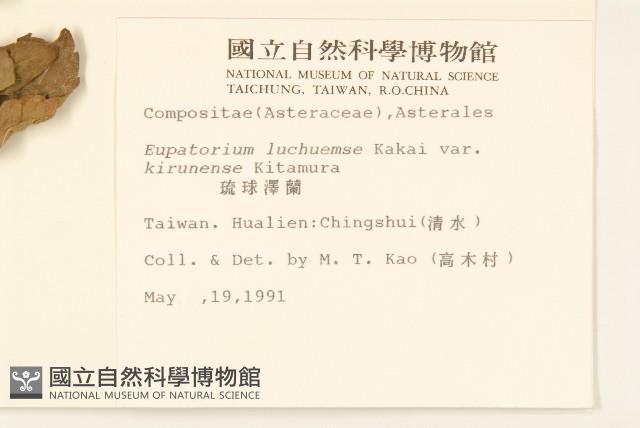 國立自然科學博物館
NATIONAL MUSEUM OF NATURAL SCIENCE
TAICHUNG, TAIWAN, R.O.CHINA
Compositae(Asteraceae),Asterales
Eupatorium luchuemse Kakai var.
kirunense Kitamura
琉球澤蘭
Taiwan. Hualien:Chingshui(清水)
Coll. & Det. by M. T. Kao (高木村)
May ,19,1991
國立自然科學博物館
NATIONAL MUSEUM OF NATURAL SCIENCE